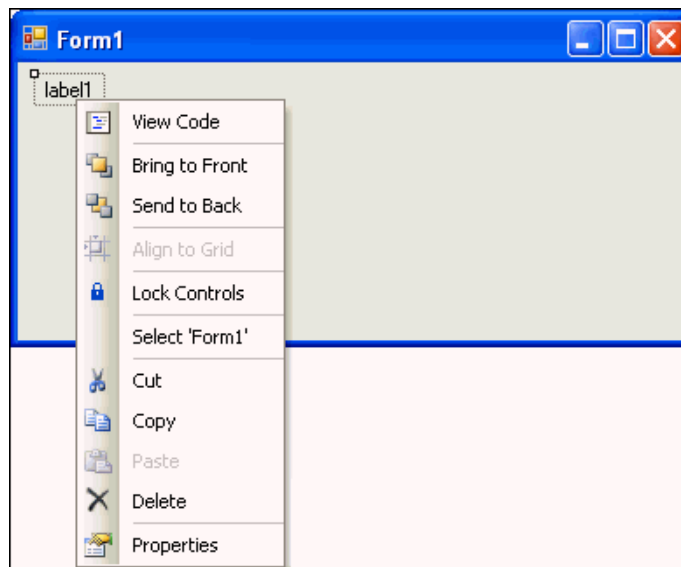 Form1
label1
View Code
Bring to Front
Send to Back
Align to Grid
Lock Controls
Select 'Form1'
Cut
Copy
Paste
Delete
Properties